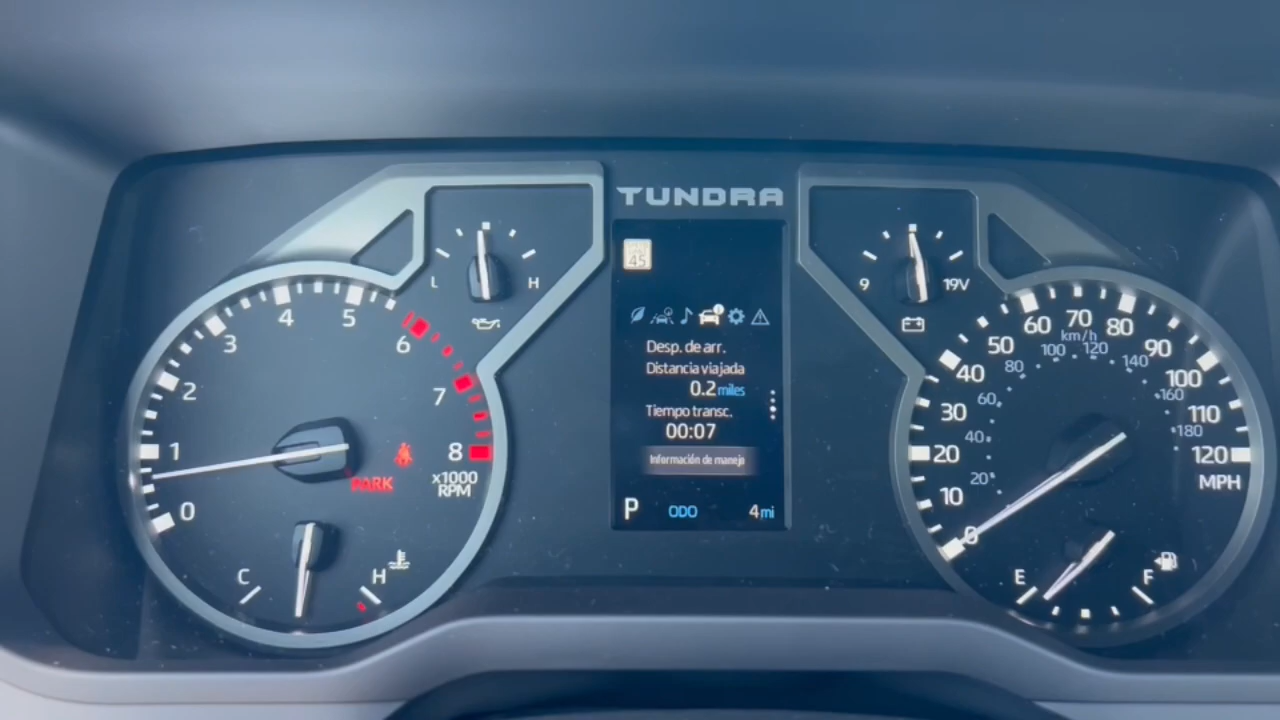 TUNDRA
45
L H
9 19V
0 1 2 3 4 5 6 7 8
x1000
RPM
PARK
C H
Desp. de arr.
Distancia viajada
0.2 miles
Tiempo transc.
00:07
Información de manejo
P ODO 4 mi
0 10 20 30 40 50 60 70 80 90 100 110 120
MPH
km/h
20 40 60 80 100 120 140 160 180
E F